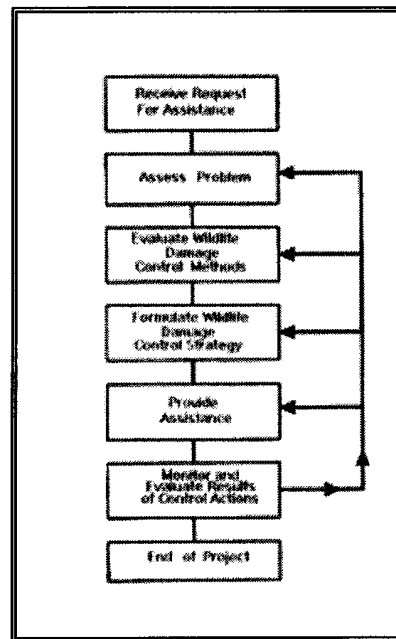 Receive Request
For Assistance
Assess Problem
Evaluate Wildlife
Damage
Control Methods
Formulate Wildlife
Damage
Control Strategy
Provide
Assistance
Monitor and
Evaluate Results
of Control Actions
End of Project